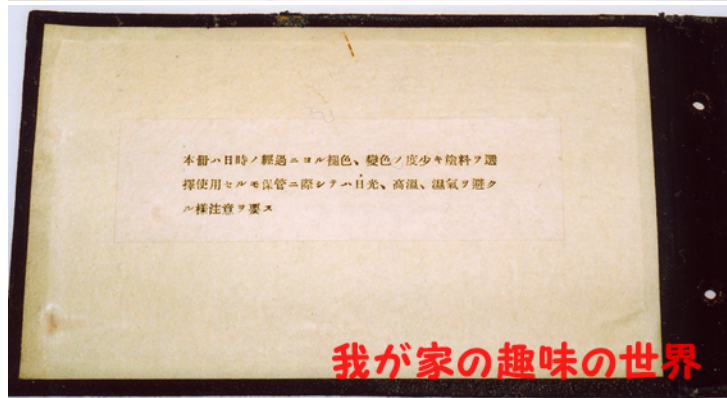 本冊ハ日時ノ經過ニヨル褪色、變色ノ度少キ塗料ヲ選
擇使用セルモ保管ニ際シテハ日光、高溫、濕氣ヲ避ク
ル樣注意ヲ要ス
我が家の趣味の世界